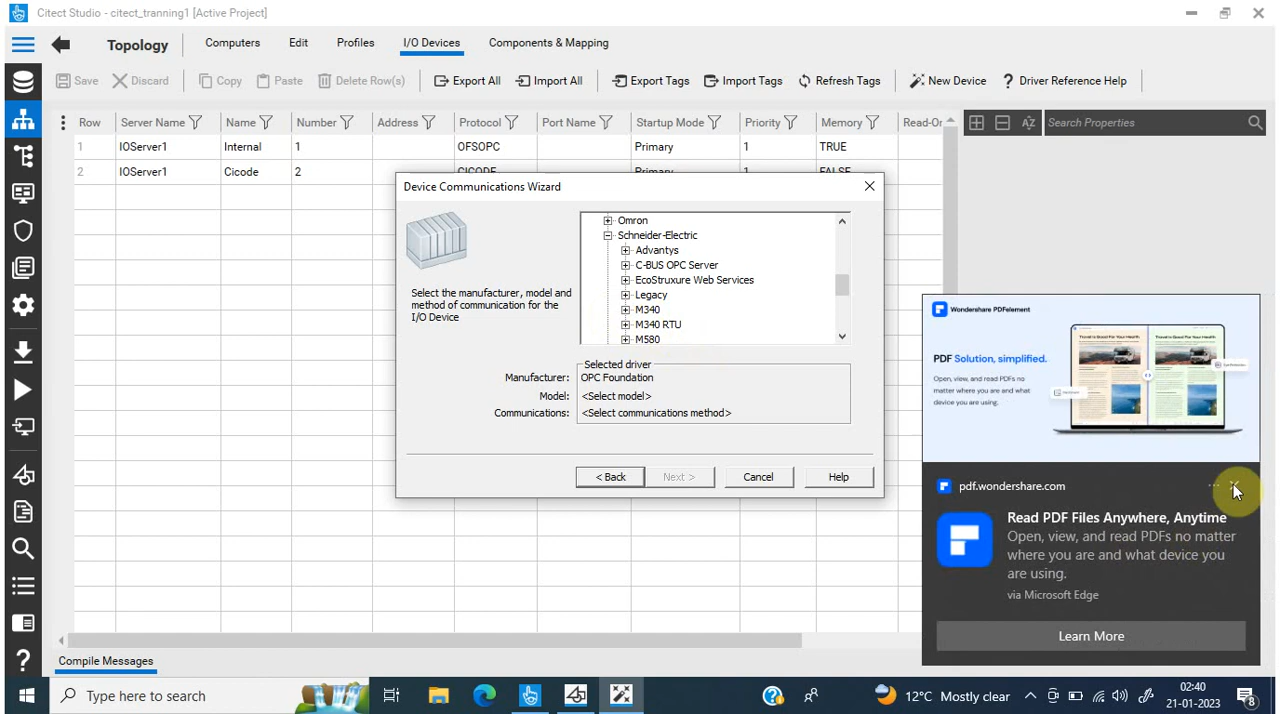 Citect Studio - citect_tranning1 [Active Project]
Topology
Computers
Edit
Profiles
I/O Devices
Components & Mapping
Save
Discard
Copy
Paste
Delete Row(s)
Export All
Import All
Export Tags
Import Tags
Refresh Tags
New Device
? Driver Reference Help
Row
Server Name
Name
Number
Address
Protocol
Port Name
Startup Mode
Priority
Memory
Read-On
Search Properties
1 IOServer1 Internal 1 OFSOPC Primary 1 TRUE
2 IOServer1 Cicode 2 CICODE Primary 1 FALSE
Device Communications Wizard
Select the manufacturer, model and
method of communication for the
I/O Device
Omron
Schneider-Electric
Advantys
C-BUS OPC Server
EcoStruxure Web Services
Legacy
M340
M340 RTU
M580
Selected driver
Manufacturer: OPC Foundation
Model: <Select model>
Communications: <Select communications method>
< Back
Next >
Cancel
Help
Wondershare PDFelement
PDF Solution, simplified.
Open, view, and read PDFs no
matter where you are and what
device you are using.
pdf.wondershare.com
Read PDF Files Anywhere, Anytime
Open, view, and read PDFs no matter
where you are and what device you
are using.
via Microsoft Edge
Learn More
Compile Messages
Type here to search
12°C Mostly clear
02:40
21-01-2023
8